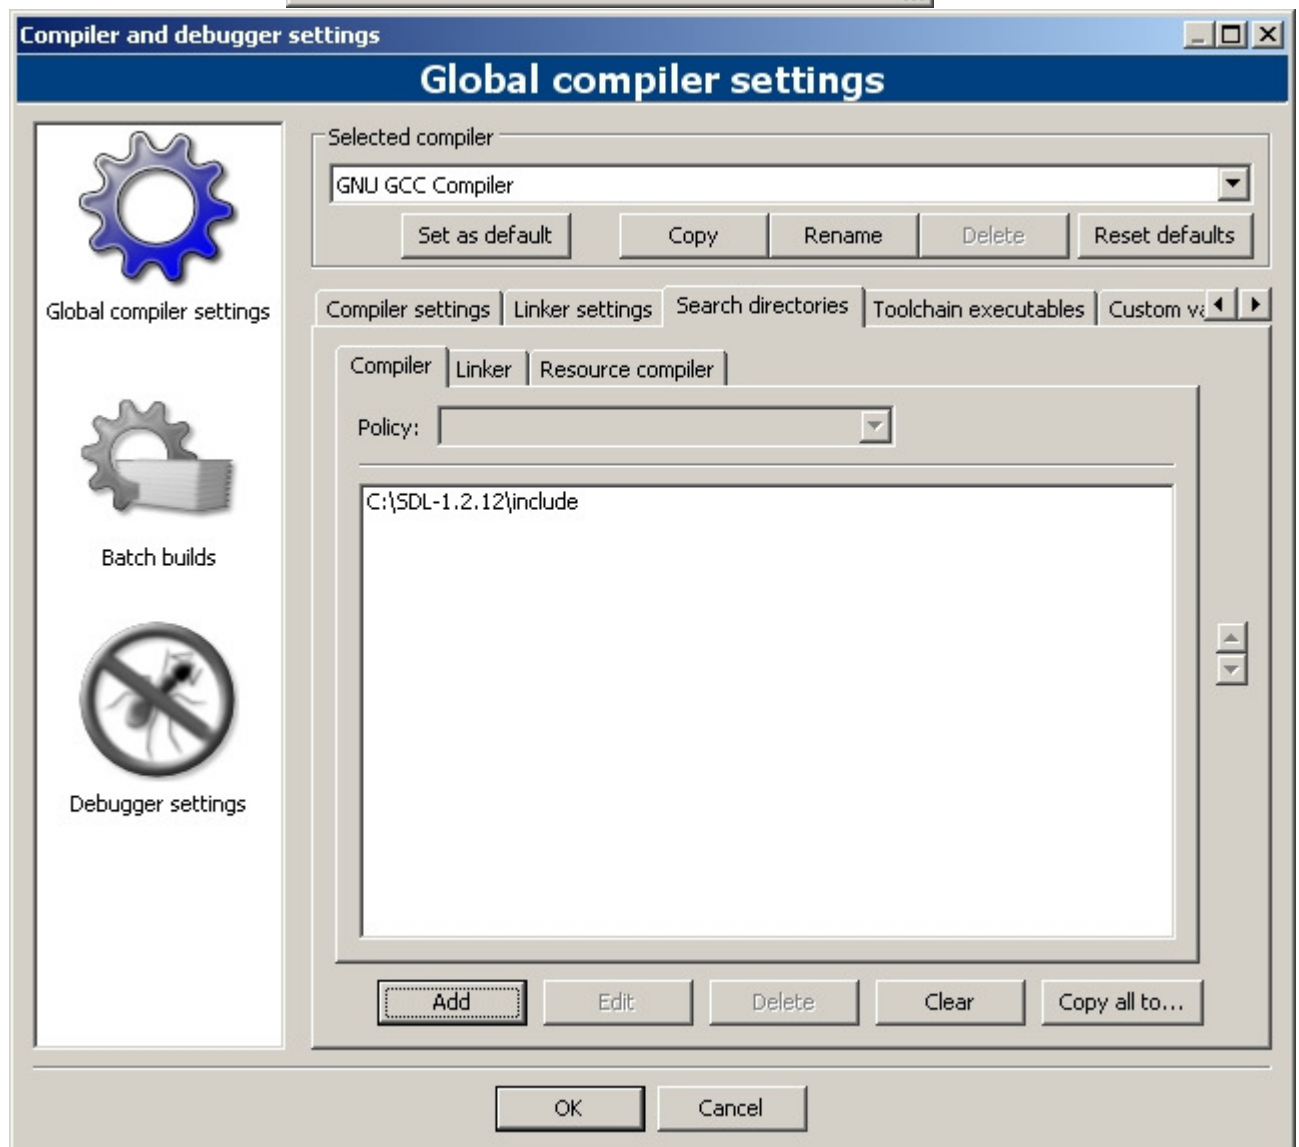 Compiler and debugger settings
Global compiler settings
Global compiler settings
Batch builds
Debugger settings
Selected compiler
GNU GCC Compiler
Set as default Copy Rename Delete Reset defaults
Compiler settings Linker settings Search directories Toolchain executables Custom va
Compiler Linker Resource compiler
Policy:
C:\SDL-1.2.12\include
Add Edit Delete Clear Copy all to...
OK Cancel